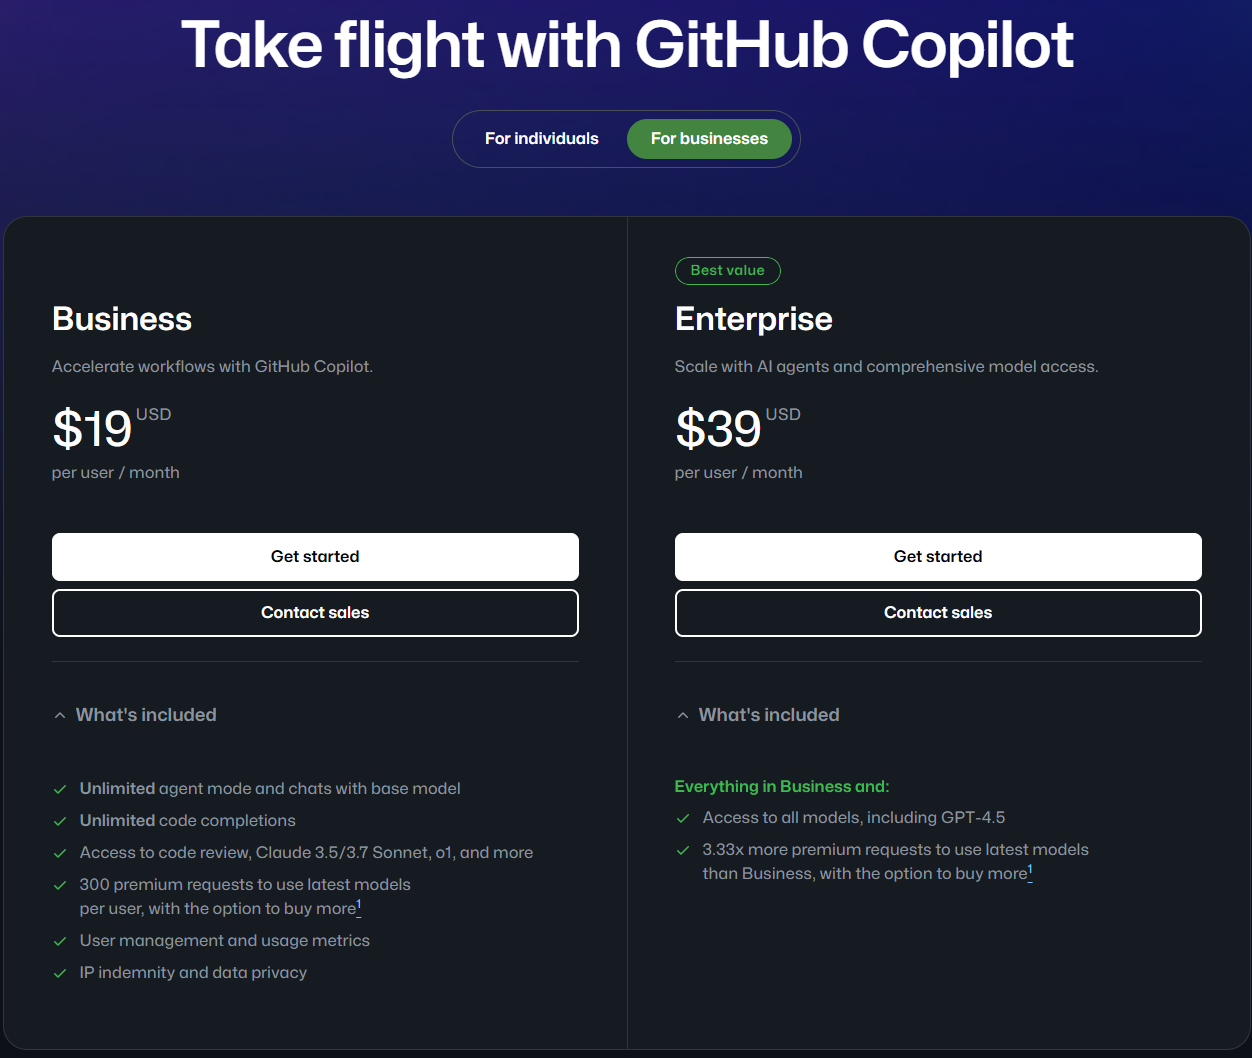 Take flight with GitHub Copilot
For individuals
For businesses
Business
Accelerate workflows with GitHub Copilot.
$19 USD
per user / month
Get started
Contact sales
What's included
Unlimited agent mode and chats with base model
Unlimited code completions
Access to code review, Claude 3.5/3.7 Sonnet, o1, and more
300 premium requests to use latest models
per user, with the option to buy more1
User management and usage metrics
IP indemnity and data privacy
Best value
Enterprise
Scale with AI agents and comprehensive model access.
$39 USD
per user / month
Get started
Contact sales
What's included
Everything in Business and:
Access to all models, including GPT-4.5
3.33x more premium requests to use latest models
than Business, with the option to buy more1